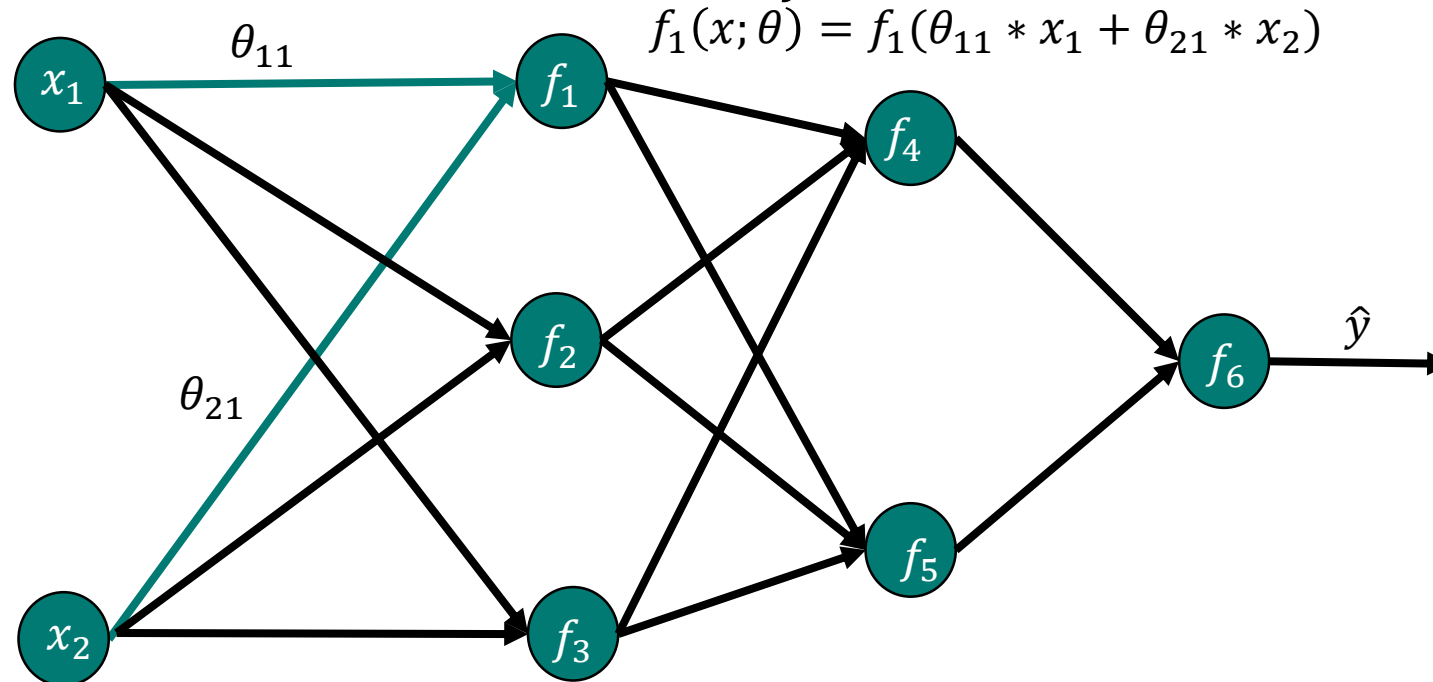 f₁(x; θ) = f₁(θ₁₁ * x₁ + θ₂₁ * x₂)
θ₁₁
x₁
f₁
f₄
f₂
ŷ
f₆
θ₂₁
f₅
x₂
f₃